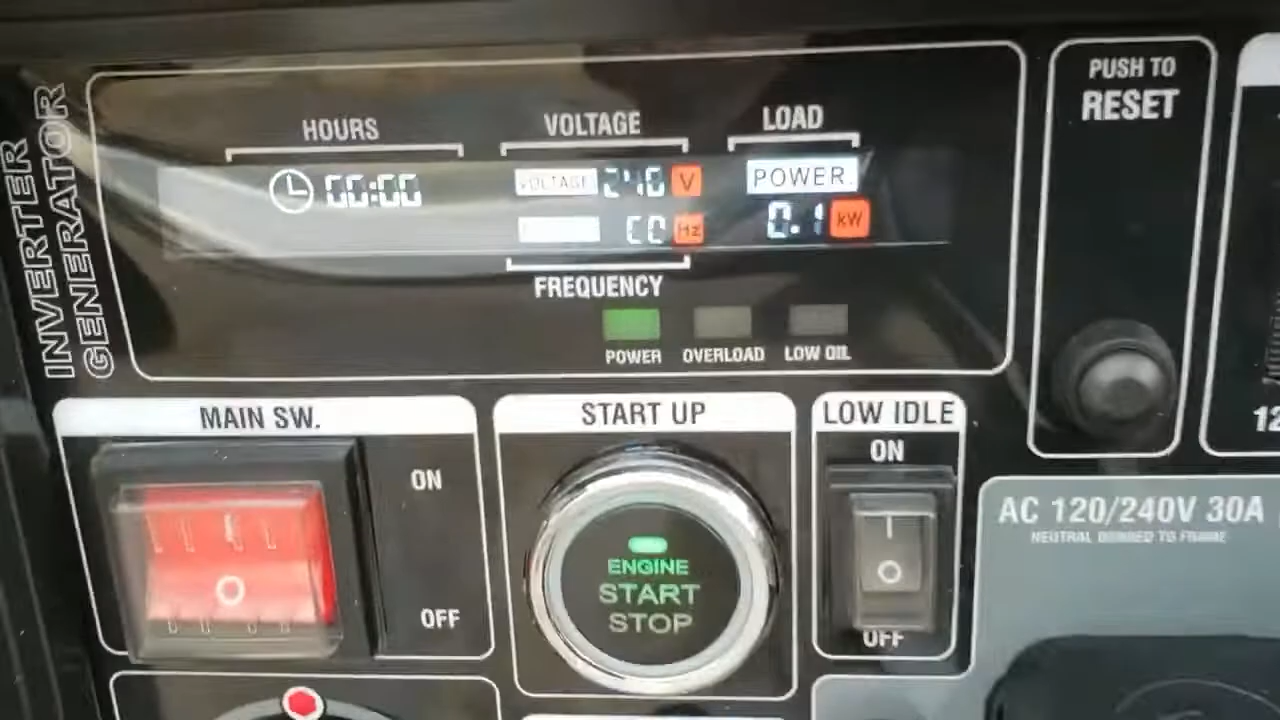 INVERTER
GENERATOR
HOURS
00:00
VOLTAGE
VOLTAGE 240 V
Hz
FREQUENCY
LOAD
POWER
0.1 kW
POWER
OVERLOAD
LOW OIL
PUSH TO
RESET
MAIN SW.
ON
OFF
START UP
ENGINE
START
STOP
LOW IDLE
ON
OFF
AC 120/240V 30A
NEUTRAL BONDED TO FRAME